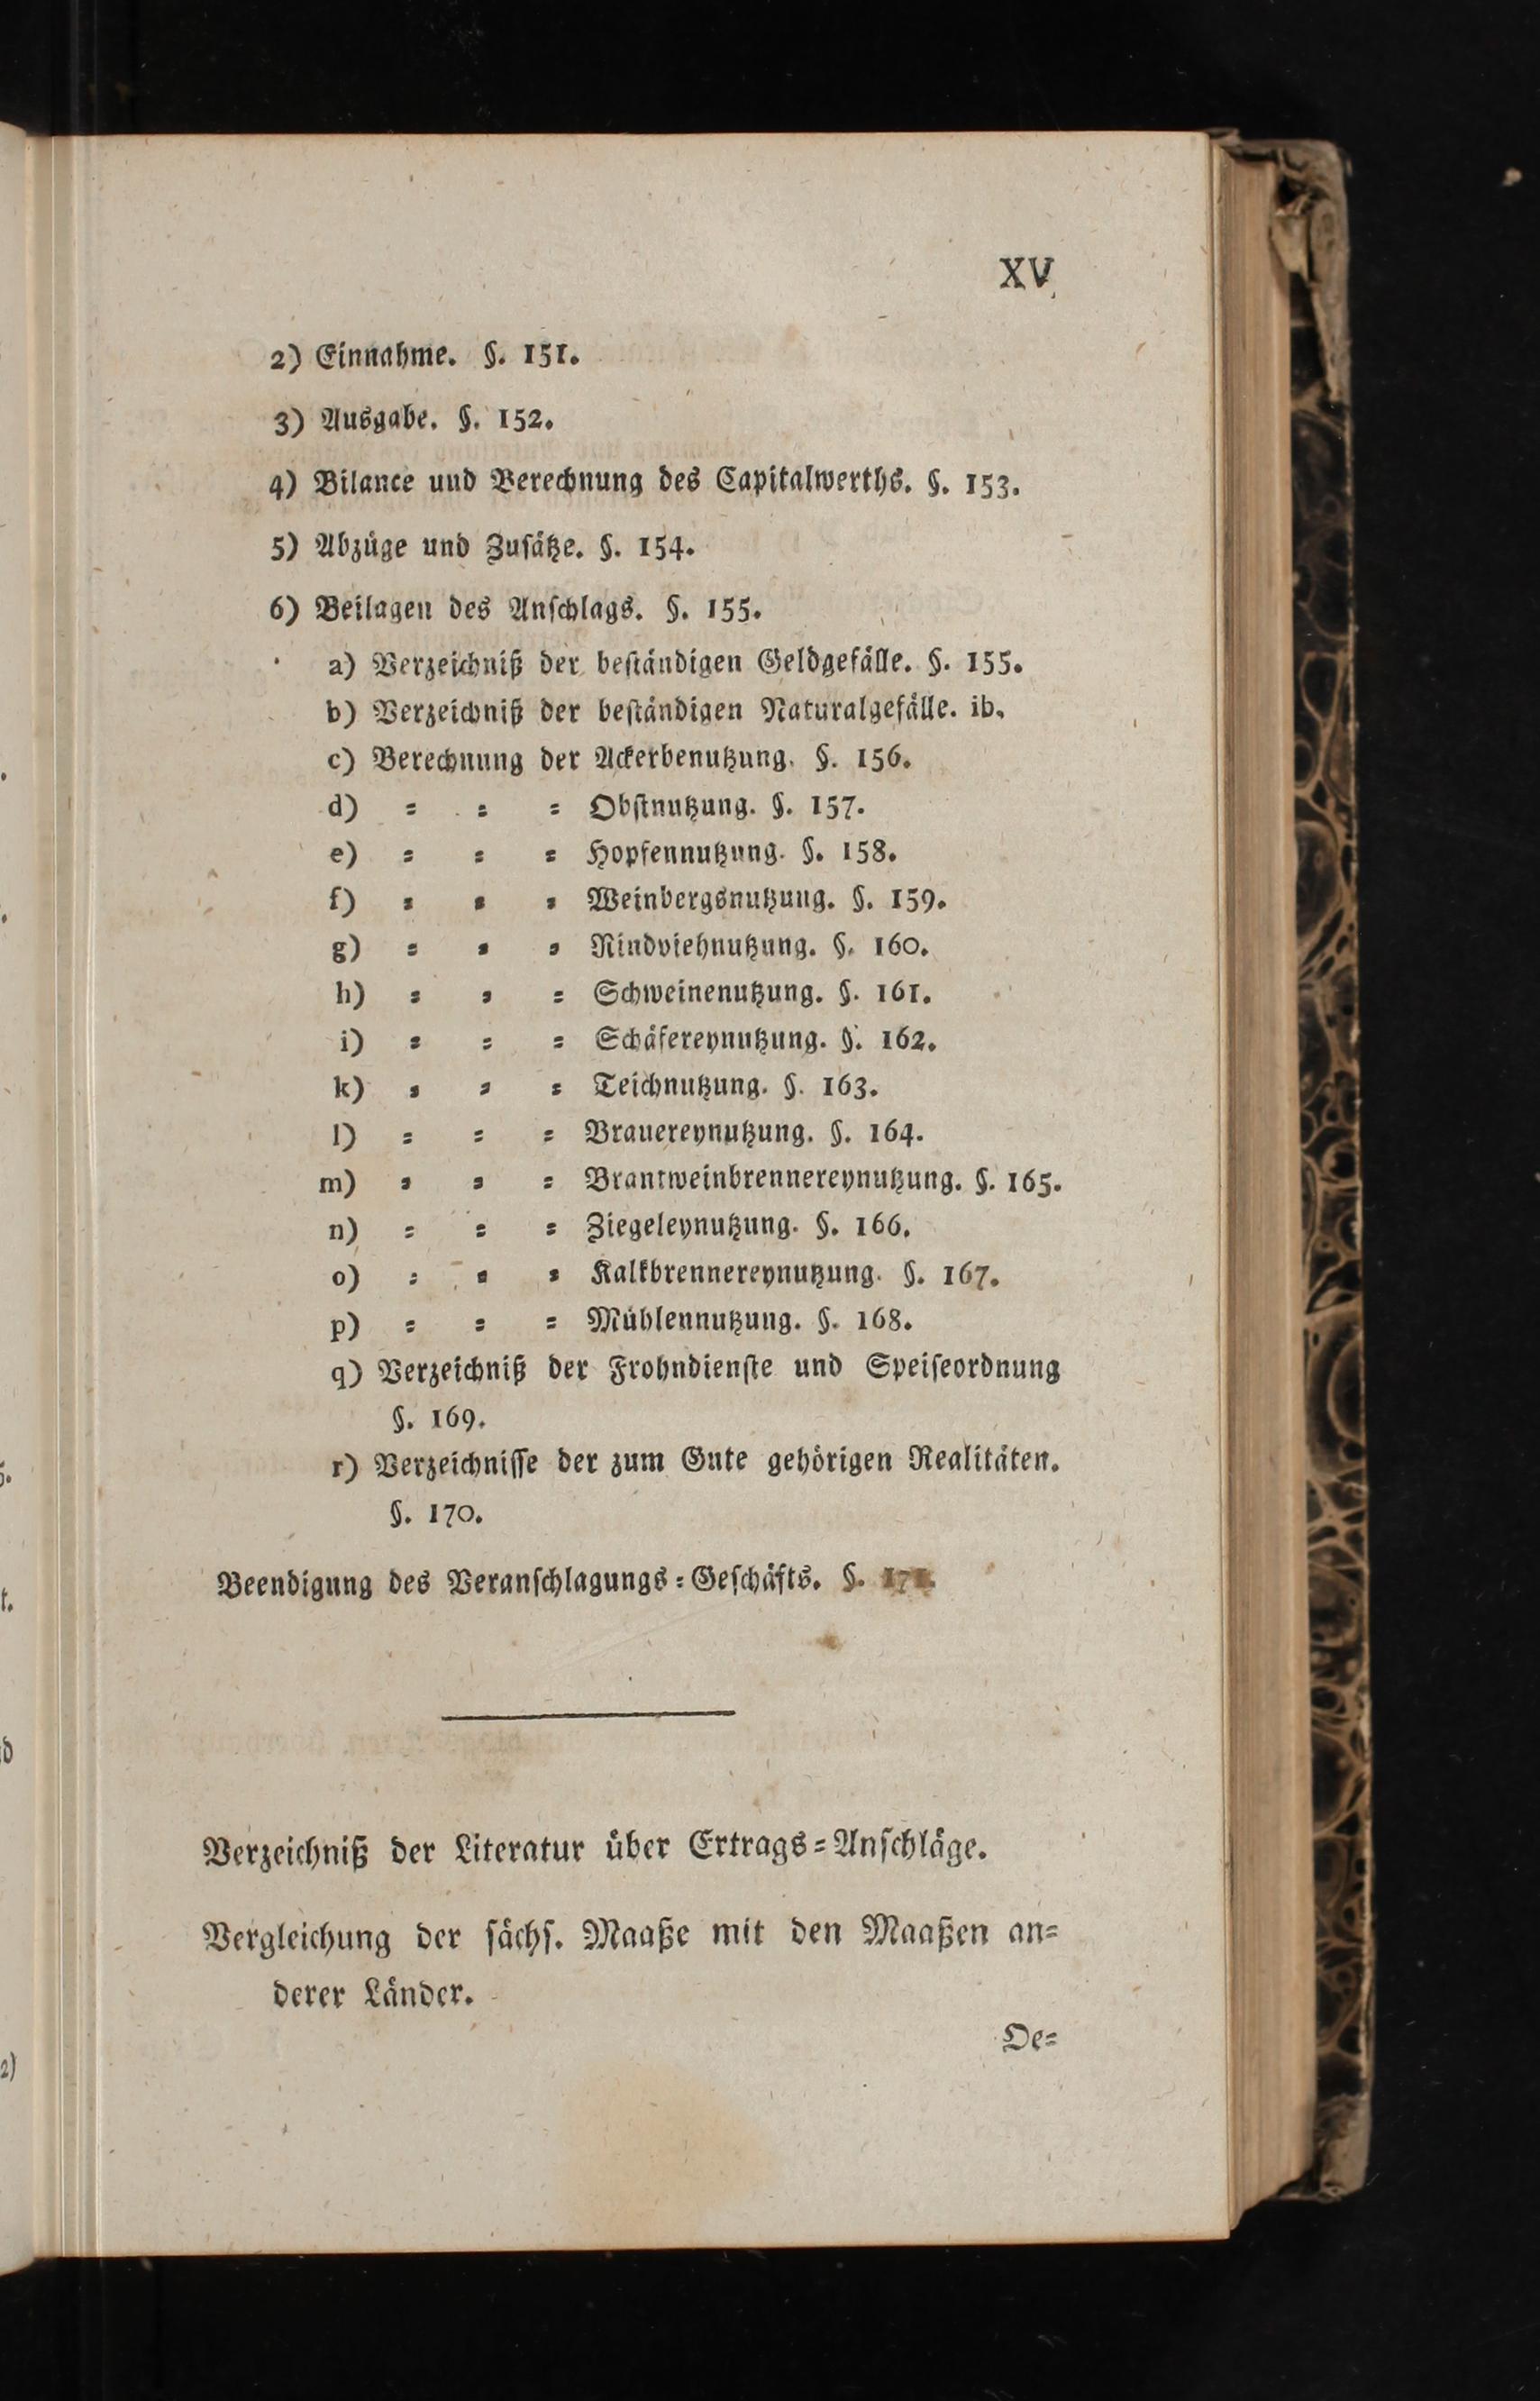 XV
2) Einnahme. §. 151.
3) Ausgabe. §. 152.
4) Bilance und Berechnung des Capitalwerths. §. 153.
5) Abzüge und Zusätze. §. 154.
6) Beilagen des Anschlags. §. 155.
a) Verzeichniß der beständigen Geldgefälle. §. 155.
b) Verzeichniß der beständigen Naturalgefälle. ib.
c) Berechnung der Ackerbenutzung. §. 156.
d) = = = Obstnutzung. §. 157.
e) = = = Hopfennutzung. §. 158.
f) = = = Weinbergsnutzung. §. 159.
g) = = = Rindviehnutzung. §. 160.
h) = = = Schweinenutzung. §. 161.
i) = = = Schäfereynutzung. §. 162.
k) = = = Teichnutzung. §. 163.
l) = = = Brauereynutzung. §. 164.
m) = = = Brantweinbrennereynutzung. §. 165.
n) = = = Ziegeleynutzung. §. 166.
o) = = = Kalkbrennereynutzung. §. 167.
p) = = = Mühlennutzung. §. 168.
q) Verzeichniß der Frohndienste und Speiseordnung
§. 169.
r) Verzeichnisse der zum Gute gehörigen Realitäten.
§. 170.
Beendigung des Veranschlagungs=Geschäfts. §. 171.
Verzeichniß der Literatur über Ertrags=Anschläge.
Vergleichung der sächs. Maaße mit den Maaßen an=
derer Länder.
De=